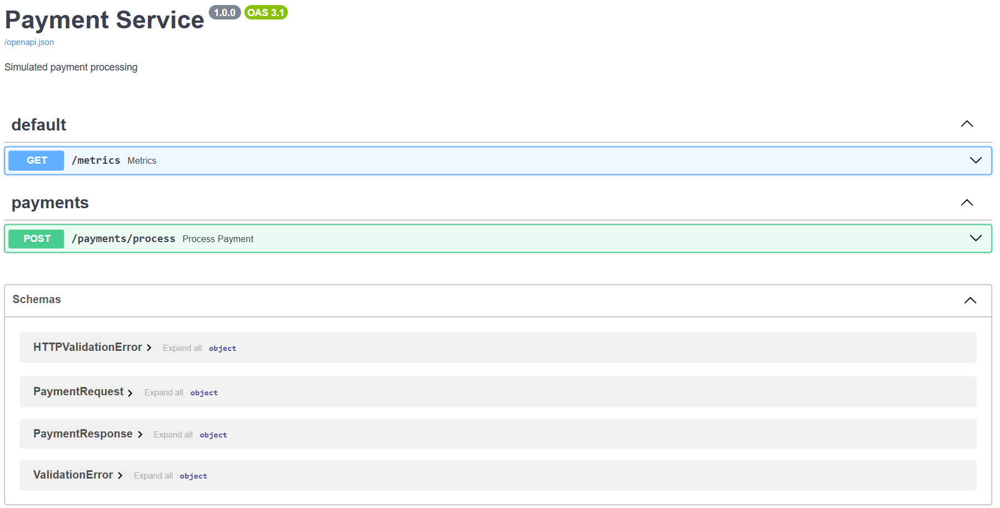 Payment Service 1.0.0 OAS 3.1
/openapi.json
Simulated payment processing
default
GET /metrics Metrics
payments
POST /payments/process Process Payment
Schemas
HTTPValidationError Expand all object
PaymentRequest Expand all object
PaymentResponse Expand all object
ValidationError Expand all object